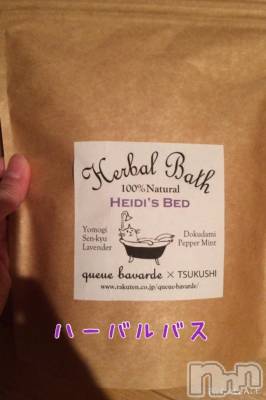 Herbal Bath
100% Natural
HEIDI'S BED
Yomogi
Sen-kyu
Lavender
Dokudami
Pepper Mint
queue bavarde × TSUKUSHI
www.rakuten.co.jp/queue-bavarde/
ハーバルバス